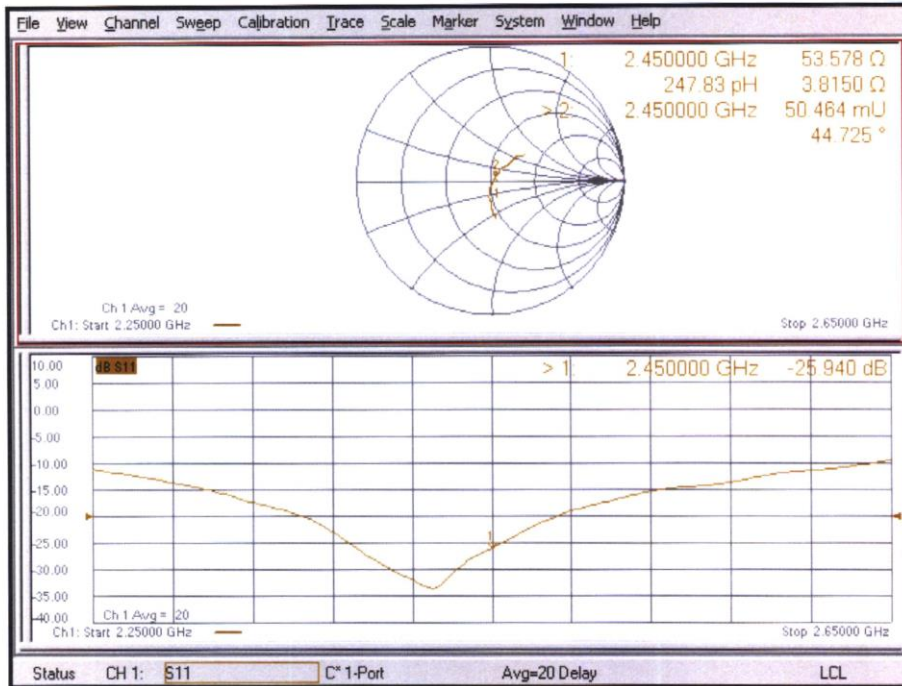 File View Channel Sweep Calibration Trace Scale Marker System Window Help
1: 2.450000 GHz 53.578 Ω
247.83 pH 3.8150 Ω
> 2: 2.450000 GHz 50.464 mU
44.725 °
2
1
Ch 1 Avg = 20
Ch1: Start 2.25000 GHz Stop 2.65000 GHz
10.00 dB S11 > 1: 2.450000 GHz -25.940 dB
5.00
0.00
-5.00
-10.00
-15.00
-20.00
-25.00
1
-30.00
-35.00
-40.00
Ch 1 Avg = 20
Ch1: Start 2.25000 GHz Stop 2.65000 GHz
Status CH 1: S11 C* 1-Port Avg=20 Delay LCL